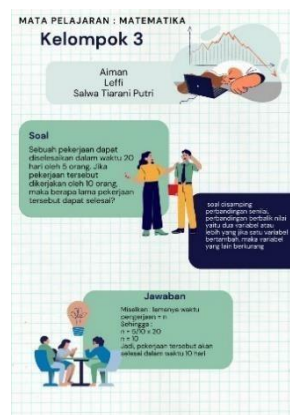 MATA PELAJARAN : MATEMATIKA
Kelompok 3
Aiman
Leffi
Salwa Tiarani Putri
Soal
Sebuah pekerjaan dapat
diselesaikan dalam waktu 20
hari oleh 5 orang. Jika
pekerjaan tersebut
dikerjakan oleh 10 orang,
maka berapa lama pekerjaan
tersebut dapat selesai?
soal disamping
perbandingan senilai,
perbandingan berbalik nilai
yaitu dua variabel atau
lebih yang jika satu variabel
bertambah, maka variabel
yang lain berkurang
Jawaban
Misalkan : lamanya waktu
pengerjaan = n
Sehingga :
n = 5/10 x 20
n = 10
Jadi, pekerjaan tersebut akan
selesai dalam waktu 10 hari